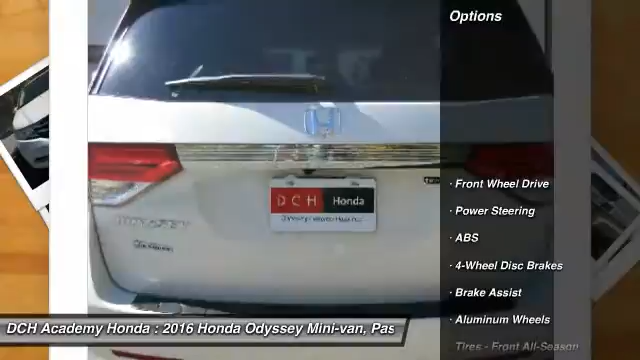 Options
D C H Honda
ODYSSEY
· Front Wheel Drive
· Power Steering
· ABS
· 4-Wheel Disc Brakes
· Brake Assist
· Aluminum Wheels
Tires - Front All-Season
DCH Academy Honda : 2016 Honda Odyssey Mini-van, Pas